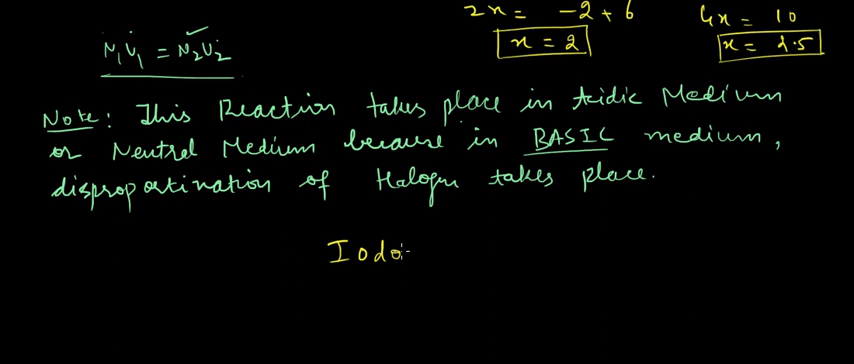 2x = -2 + 6
4x = 10
x = 2
x = 2.5
N₁V₁ = N₂V₂
Note: This Reaction takes place in Acidic Medium
or Neutral Medium because in BASIC medium,
disproportination of Halogen takes place.
Iodo